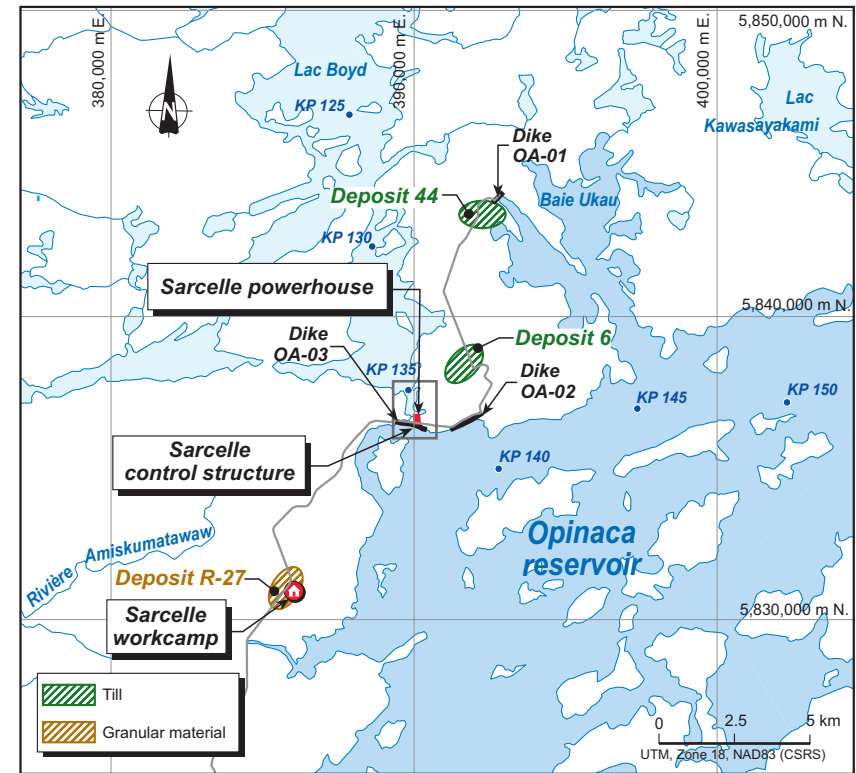 380,000 m E.
390,000 m E.
400,000 m E.
5,850,000 m N.
Lac Boyd
KP 125
Lac
Kawasayakami
Dike
OA-01
Deposit 44
Baie Ukau
KP 130
Sarcelle powerhouse
5,840,000 m N.
Dike
OA-03
Deposit 6
KP 135
Dike
OA-02
KP 145
KP 150
Sarcelle
control structure
KP 140
Opinaca
reservoir
Rivière Amiskumatawaw
Deposit R-27
Sarcelle
workcamp
5,830,000 m N.
Till
Granular material
0 2.5 5 km
UTM, Zone 18, NAD83 (CSRS)
N